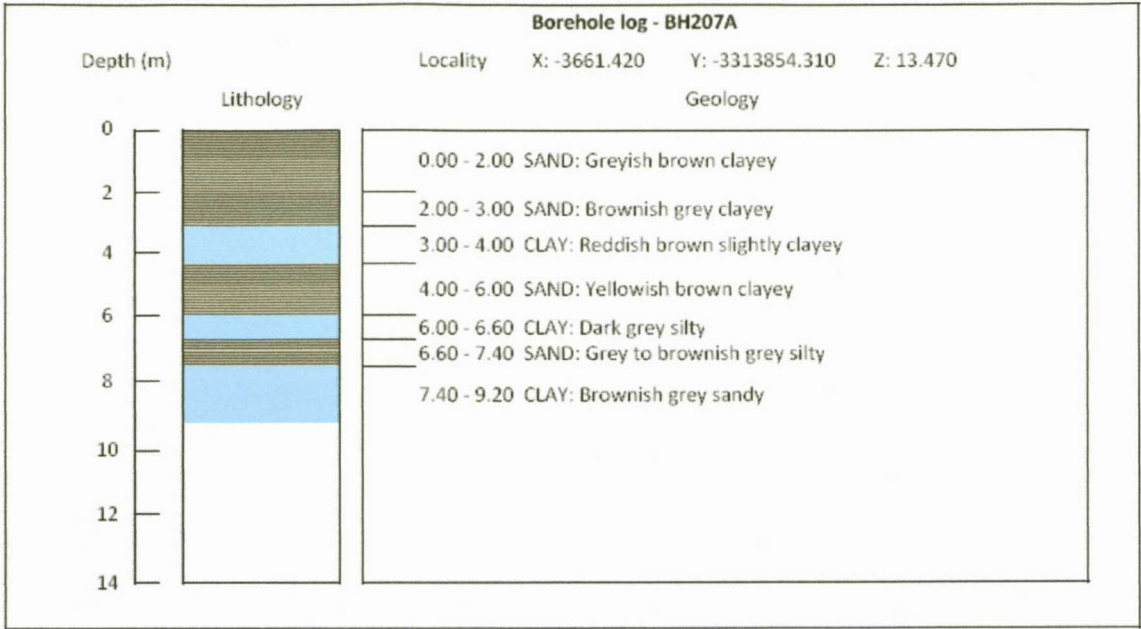 Borehole log - BH207A
Depth (m) Locality X: -3661.420 Y: -3313854.310 Z: 13.470
Lithology Geology
0
0.00 - 2.00 SAND: Greyish brown clayey
2
2.00 - 3.00 SAND: Brownish grey clayey
3.00 - 4.00 CLAY: Reddish brown slightly clayey
4
4.00 - 6.00 SAND: Yellowish brown clayey
6
6.00 - 6.60 CLAY: Dark grey silty
6.60 - 7.40 SAND: Grey to brownish grey silty
8
7.40 - 9.20 CLAY: Brownish grey sandy
10
12
14